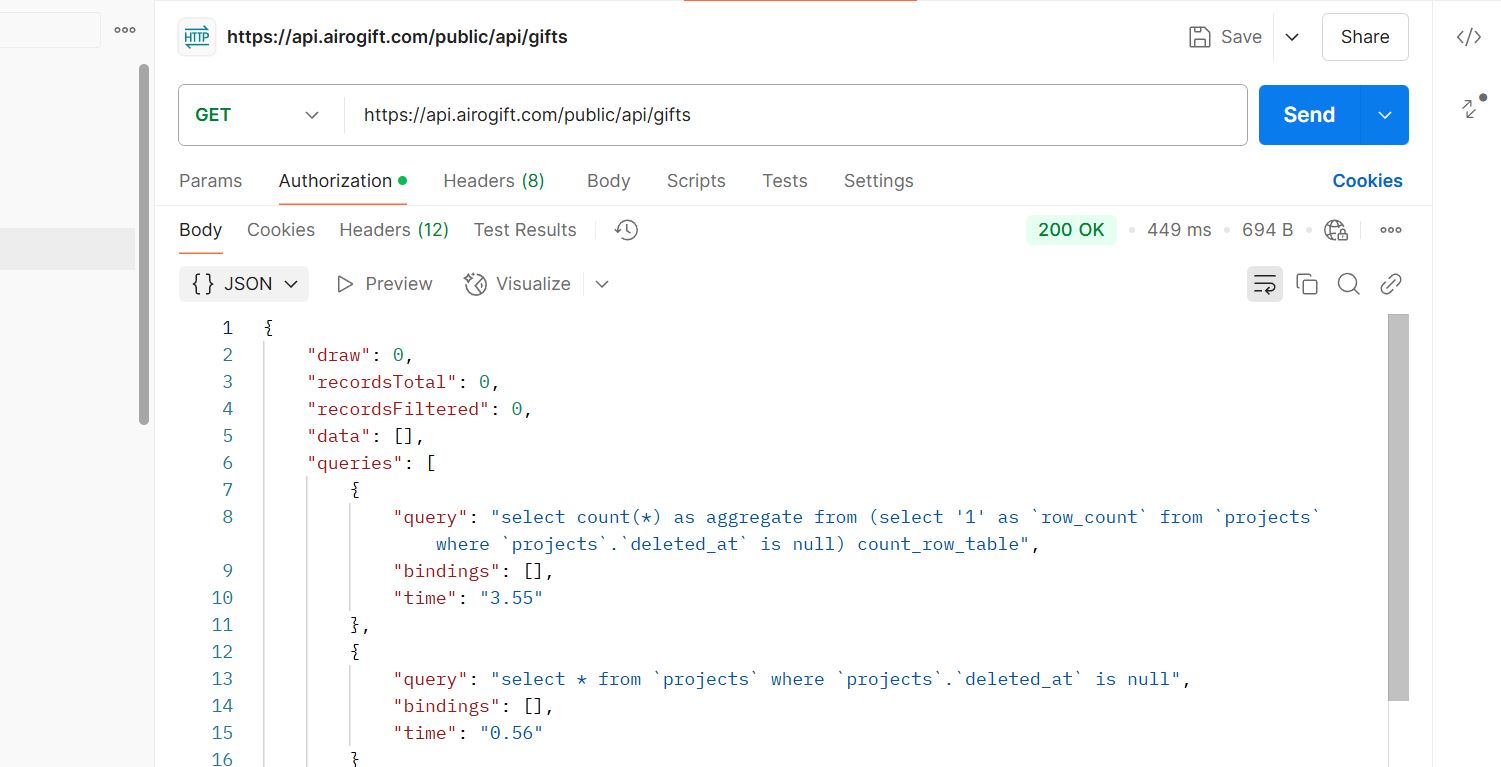 HTTP https://api.airogift.com/public/api/gifts Save Share
GET https://api.airogift.com/public/api/gifts Send
Params Authorization Headers (8) Body Scripts Tests Settings Cookies
Body Cookies Headers (12) Test Results 200 OK 449 ms 694 B
{} JSON Preview Visualize
1 {
2 "draw": 0,
3 "recordsTotal": 0,
4 "recordsFiltered": 0,
5 "data": [],
6 "queries": [
7 {
8 "query": "select count(*) as aggregate from (select '1' as `row_count` from `projects`
where `projects`.`deleted_at` is null) count_row_table",
9 "bindings": [],
10 "time": "3.55"
11 },
12 {
13 "query": "select * from `projects` where `projects`.`deleted_at` is null",
14 "bindings": [],
15 "time": "0.56"
16 }